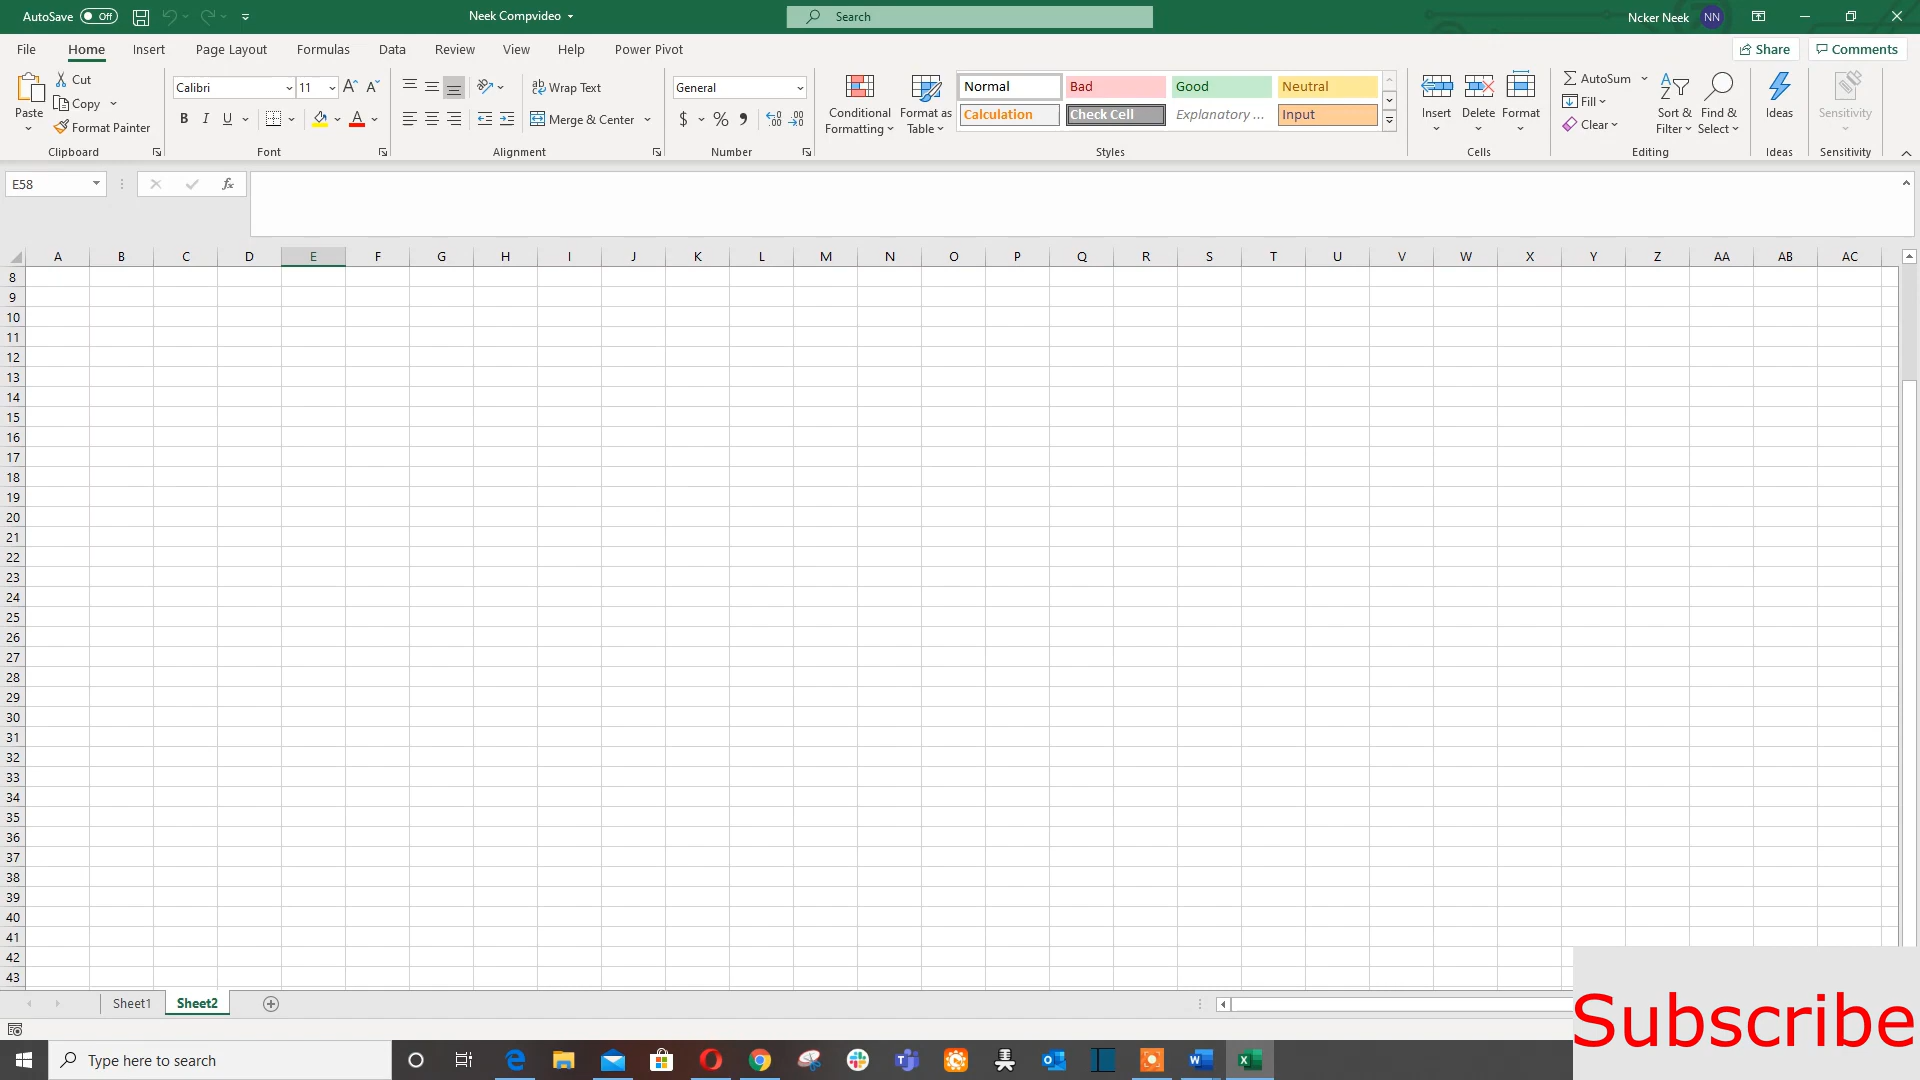 AutoSave Off
Neek Compvideo
Search
Ncker Neek NN
File Home Insert Page Layout Formulas Data Review View Help Power Pivot
Share Comments
Paste
Cut
Copy
Format Painter
Clipboard
Calibri 11
B I U
Font
Wrap Text
Merge & Center
Alignment
General
$ % ,
Number
Conditional Formatting
Format as Table
Normal Bad Good Neutral
Calculation Check Cell Explanatory ... Input
Styles
Insert Delete Format
Cells
AutoSum
Fill
Clear
Sort & Filter
Find & Select
Editing
Ideas
Ideas
Sensitivity
Sensitivity
E58
fx
A B C D E F G H I J K L M N O P Q R S T U V W X Y Z AA AB AC
8
9
10
11
12
13
14
15
16
17
18
19
20
21
22
23
24
25
26
27
28
29
30
31
32
33
34
35
36
37
38
39
40
41
42
43
Sheet1 Sheet2
Subscribe
Type here to search